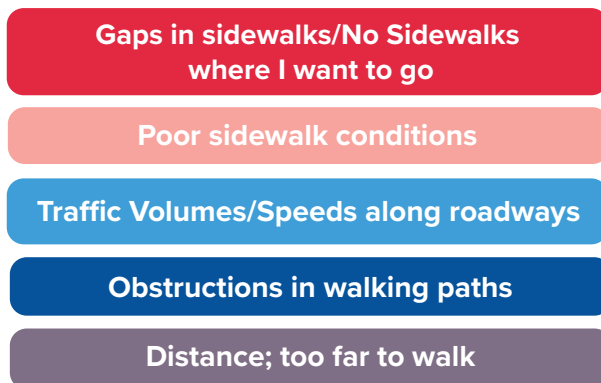 Gaps in sidewalks/No Sidewalks
where I want to go
Poor sidewalk conditions
Traffic Volumes/Speeds along roadways
Obstructions in walking paths
Distance; too far to walk